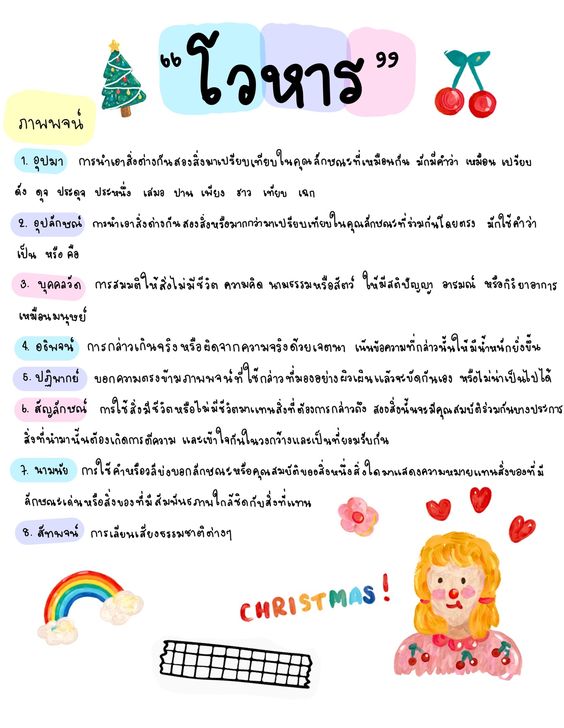 “โวหาร”
ภาพพจน์
1. อุปมา การนำเอาสิ่งต่างกันสองสิ่งมาเปรียบเทียบในคุณลักษณะที่เหมือนกัน มักมีคำว่า เหมือน เปรียบ
ดัง ดุจ ประดุจ ประหนึ่ง เสมอ ปาน เพียง ราว เทียบ เฉก
2. อุปลักษณ์ การนำเอาสิ่งต่างกันสองสิ่งหรือมากกว่ามาเปรียบเทียบในคุณลักษณะที่ร่วมกันโดยตรง มักใช้คำว่า
เป็น หรือ คือ
3. บุคคลวัต การสมมติให้สิ่งไม่มีชีวิต ความคิด นามธรรมหรือสัตว์ ให้มีสติปัญญา อารมณ์ หรือกิริยาอาการ
เหมือนมนุษย์
4. อธิพจน์ การกล่าวเกินจริง หรือผิดจากความจริงด้วยเจตนา เน้นข้อความที่กล่าวนั้นให้มีน้ำหนักยิ่งขึ้น
5. ปฏิพากย์ บอกความตรงข้ามภาพพจน์ที่ใช้กล่าวที่มองอย่างผิวเผินแล้วจะขัดกันเอง หรือไม่น่าเป็นไปได้
6. สัญลักษณ์ การใช้สิ่งมีชีวิตหรือไม่มีชีวิตมาแทนสิ่งที่ต้องการกล่าวถึง สองสิ่งนั้นจะมีคุณสมบัติร่วมกันบางประการ
สิ่งที่นำมานั้นต้องเกิดการตีความ และเข้าใจกันในวงกว้างและเป็นที่ยอมรับกัน
7. นามนัย การใช้คำหรือวลีบ่งบอกลักษณะหรือคุณสมบัติของสิ่งหนึ่งสิ่งใดมาแสดงความหมายแทนสิ่งของที่มี
ลักษณะเด่นหรือสิ่งของที่มีสัมพันธภาพใกล้ชิดกับสิ่งที่แทน
8. สัทพจน์ การเลียนเสียงธรรมชาติต่างๆ
CHRISTMAS!